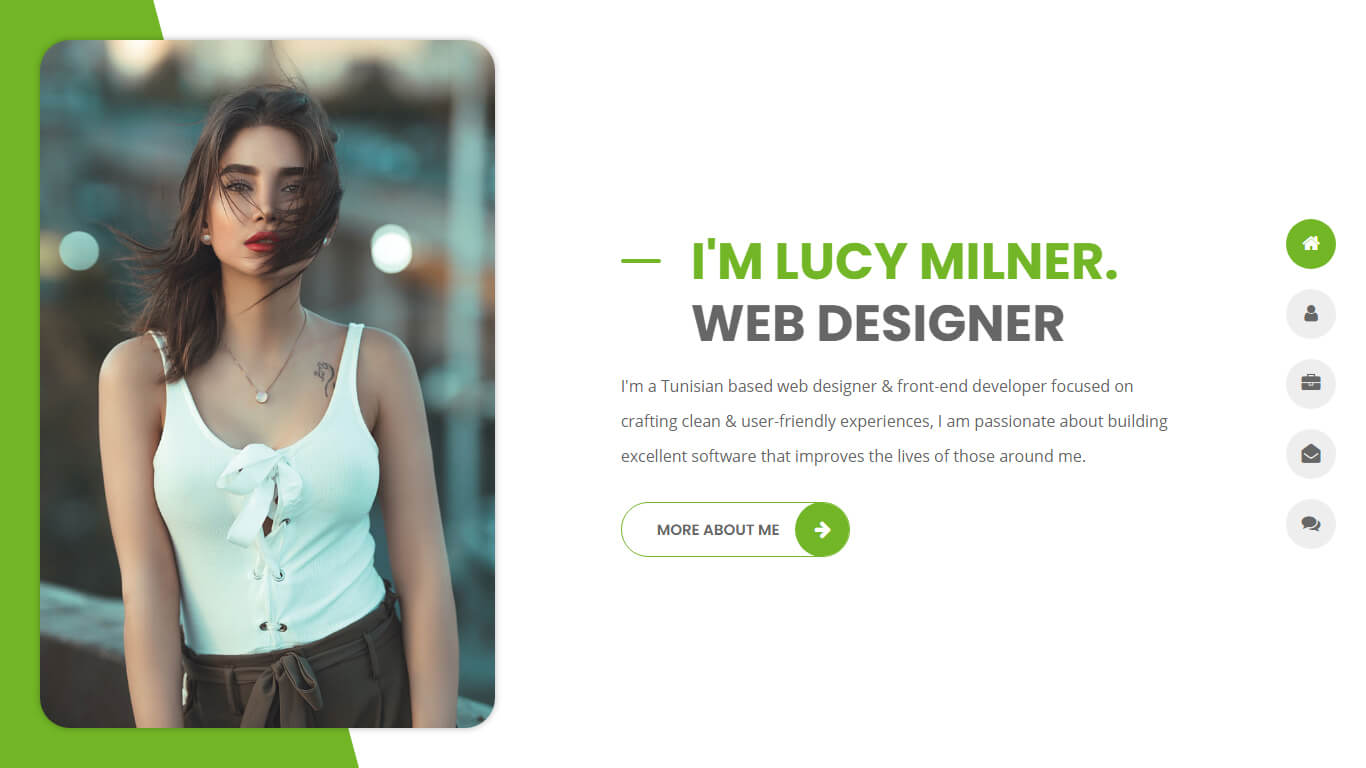 I'M LUCY MILNER.
WEB DESIGNER
I'm a Tunisian based web designer & front-end developer focused on
crafting clean & user-friendly experiences, I am passionate about building
excellent software that improves the lives of those around me.
MORE ABOUT ME